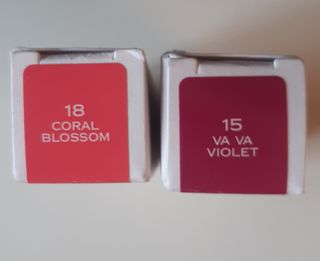 18
CORAL
BLOSSOM
15
VA VA
VIOLET